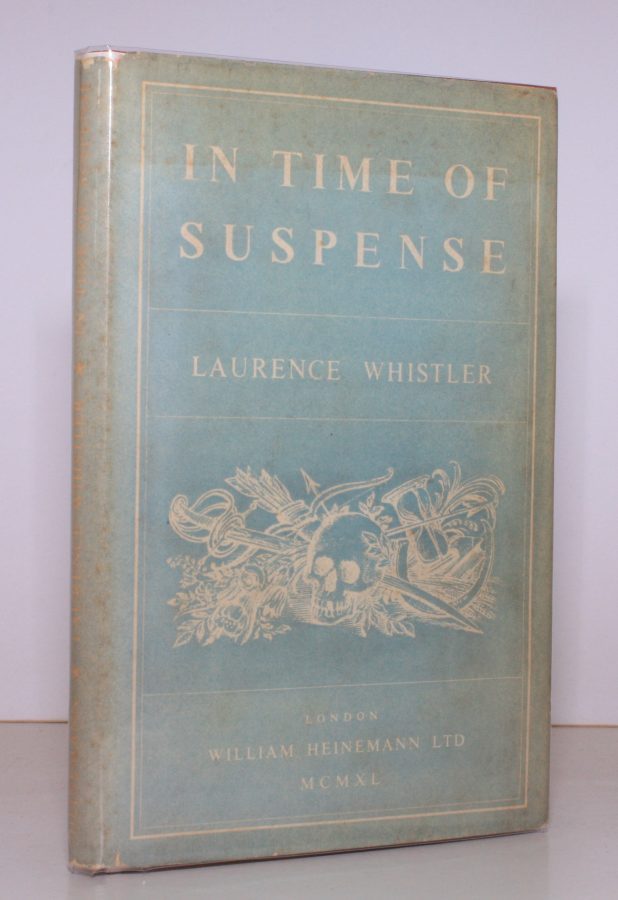 IN TIME OF
SUSPENSE
LAURENCE WHISTLER
LONDON
WILLIAM HEINEMANN LTD
MCMXL